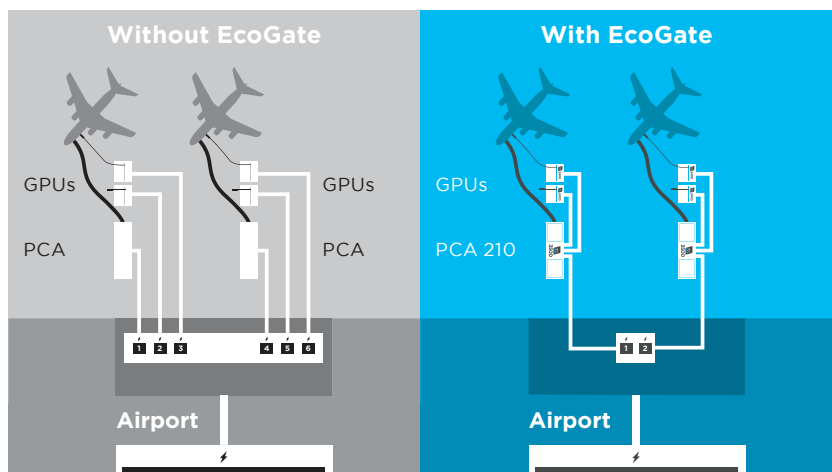 Without EcoGate
GPUs
GPUs
PCA
PCA
1 2 3
4 5 6
Airport
With EcoGate
GPUs
PCA 210
1 2
Airport